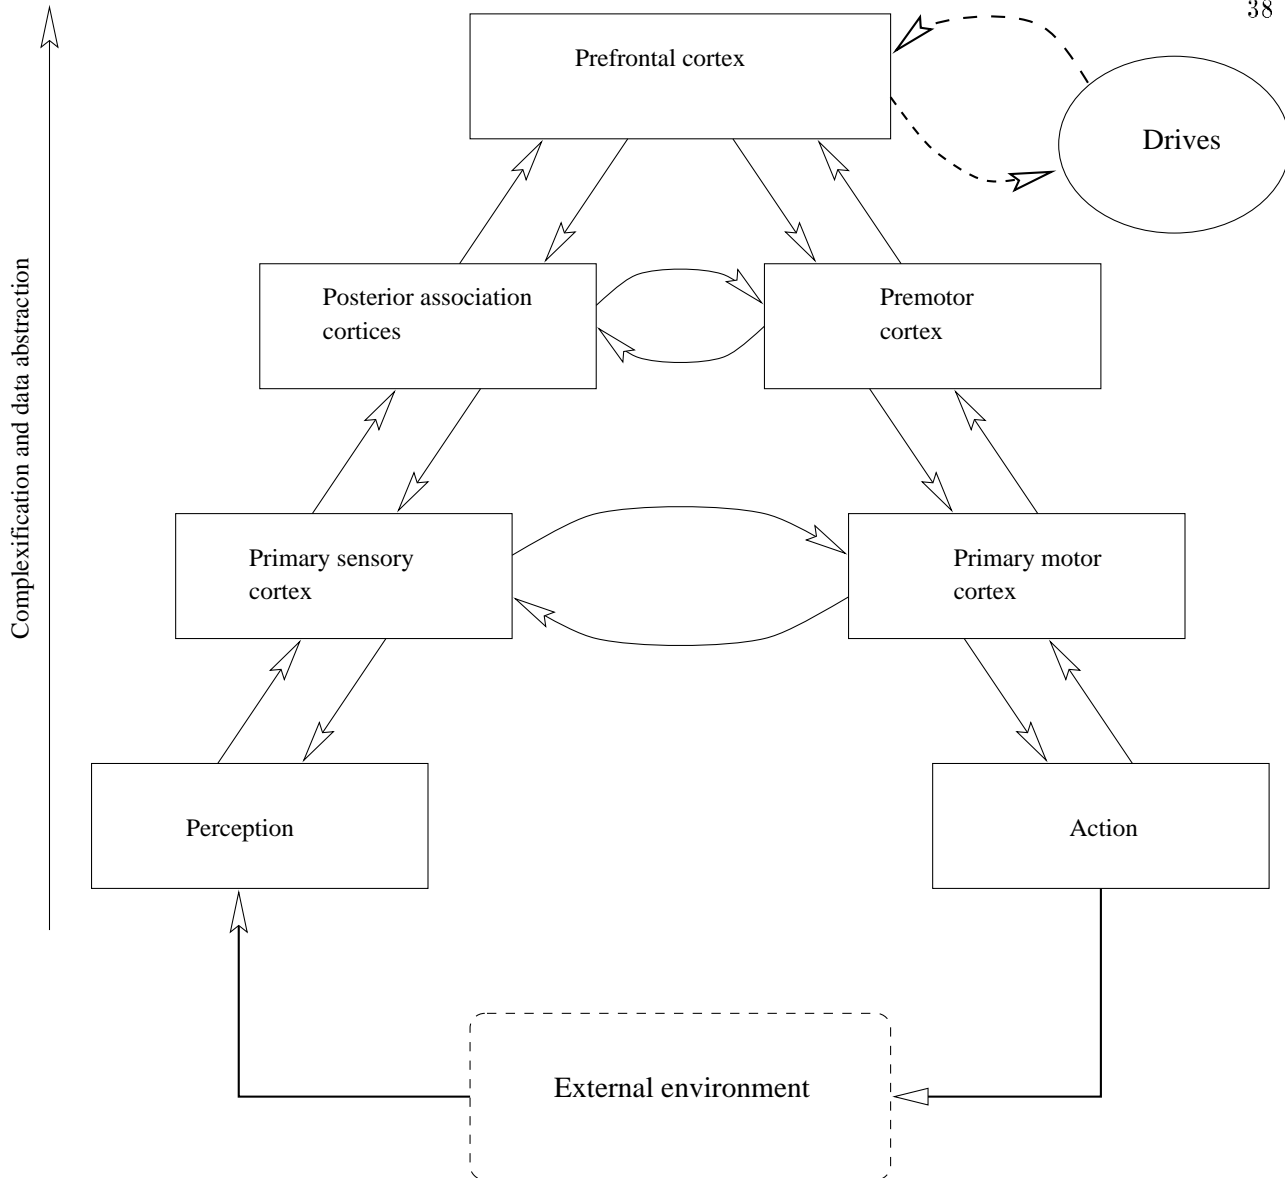 38
Prefrontal cortex
Drives
Complexification and data abstraction
Posterior association
cortices
Premotor
cortex
Primary sensory
cortex
Primary motor
cortex
Perception
Action
External environment